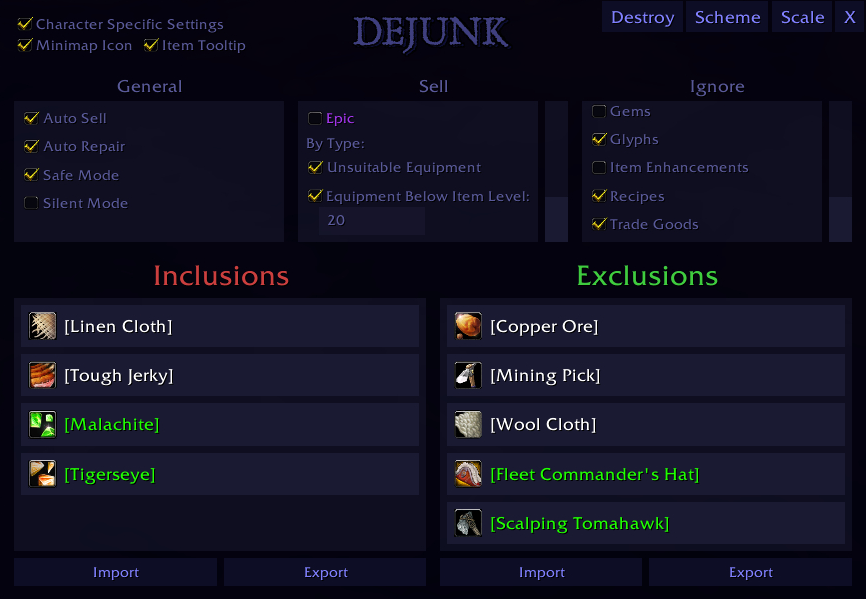 Character Specific Settings
Minimap Icon Item Tooltip
DEJUNK
Destroy Scheme Scale X
General
Auto Sell
Auto Repair
Safe Mode
Silent Mode
Sell
Epic
By Type:
Unsuitable Equipment
Equipment Below Item Level:
20
Ignore
Gems
Glyphs
Item Enhancements
Recipes
Trade Goods
Inclusions
[Linen Cloth]
[Tough Jerky]
[Malachite]
[Tigerseye]
Import Export
Exclusions
[Copper Ore]
[Mining Pick]
[Wool Cloth]
[Fleet Commander's Hat]
[Scalping Tomahawk]
Import Export